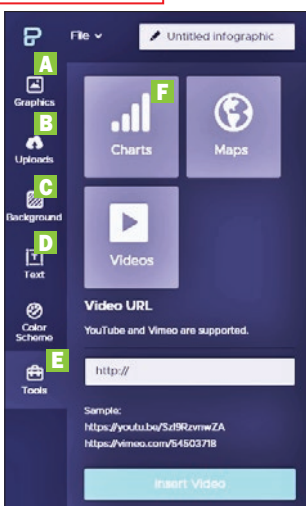 File
Untitled infographic
A
Graphics
B
Uploads
C
Background
D
Text
Color
Scheme
E
Tools
F
Charts
Maps
Videos
Video URL
YouTube and Vimeo are supported.
http://
Sample:
https://youtu.be/SzI9RzvnwZA
https://vimeo.com/54503718
Insert Video